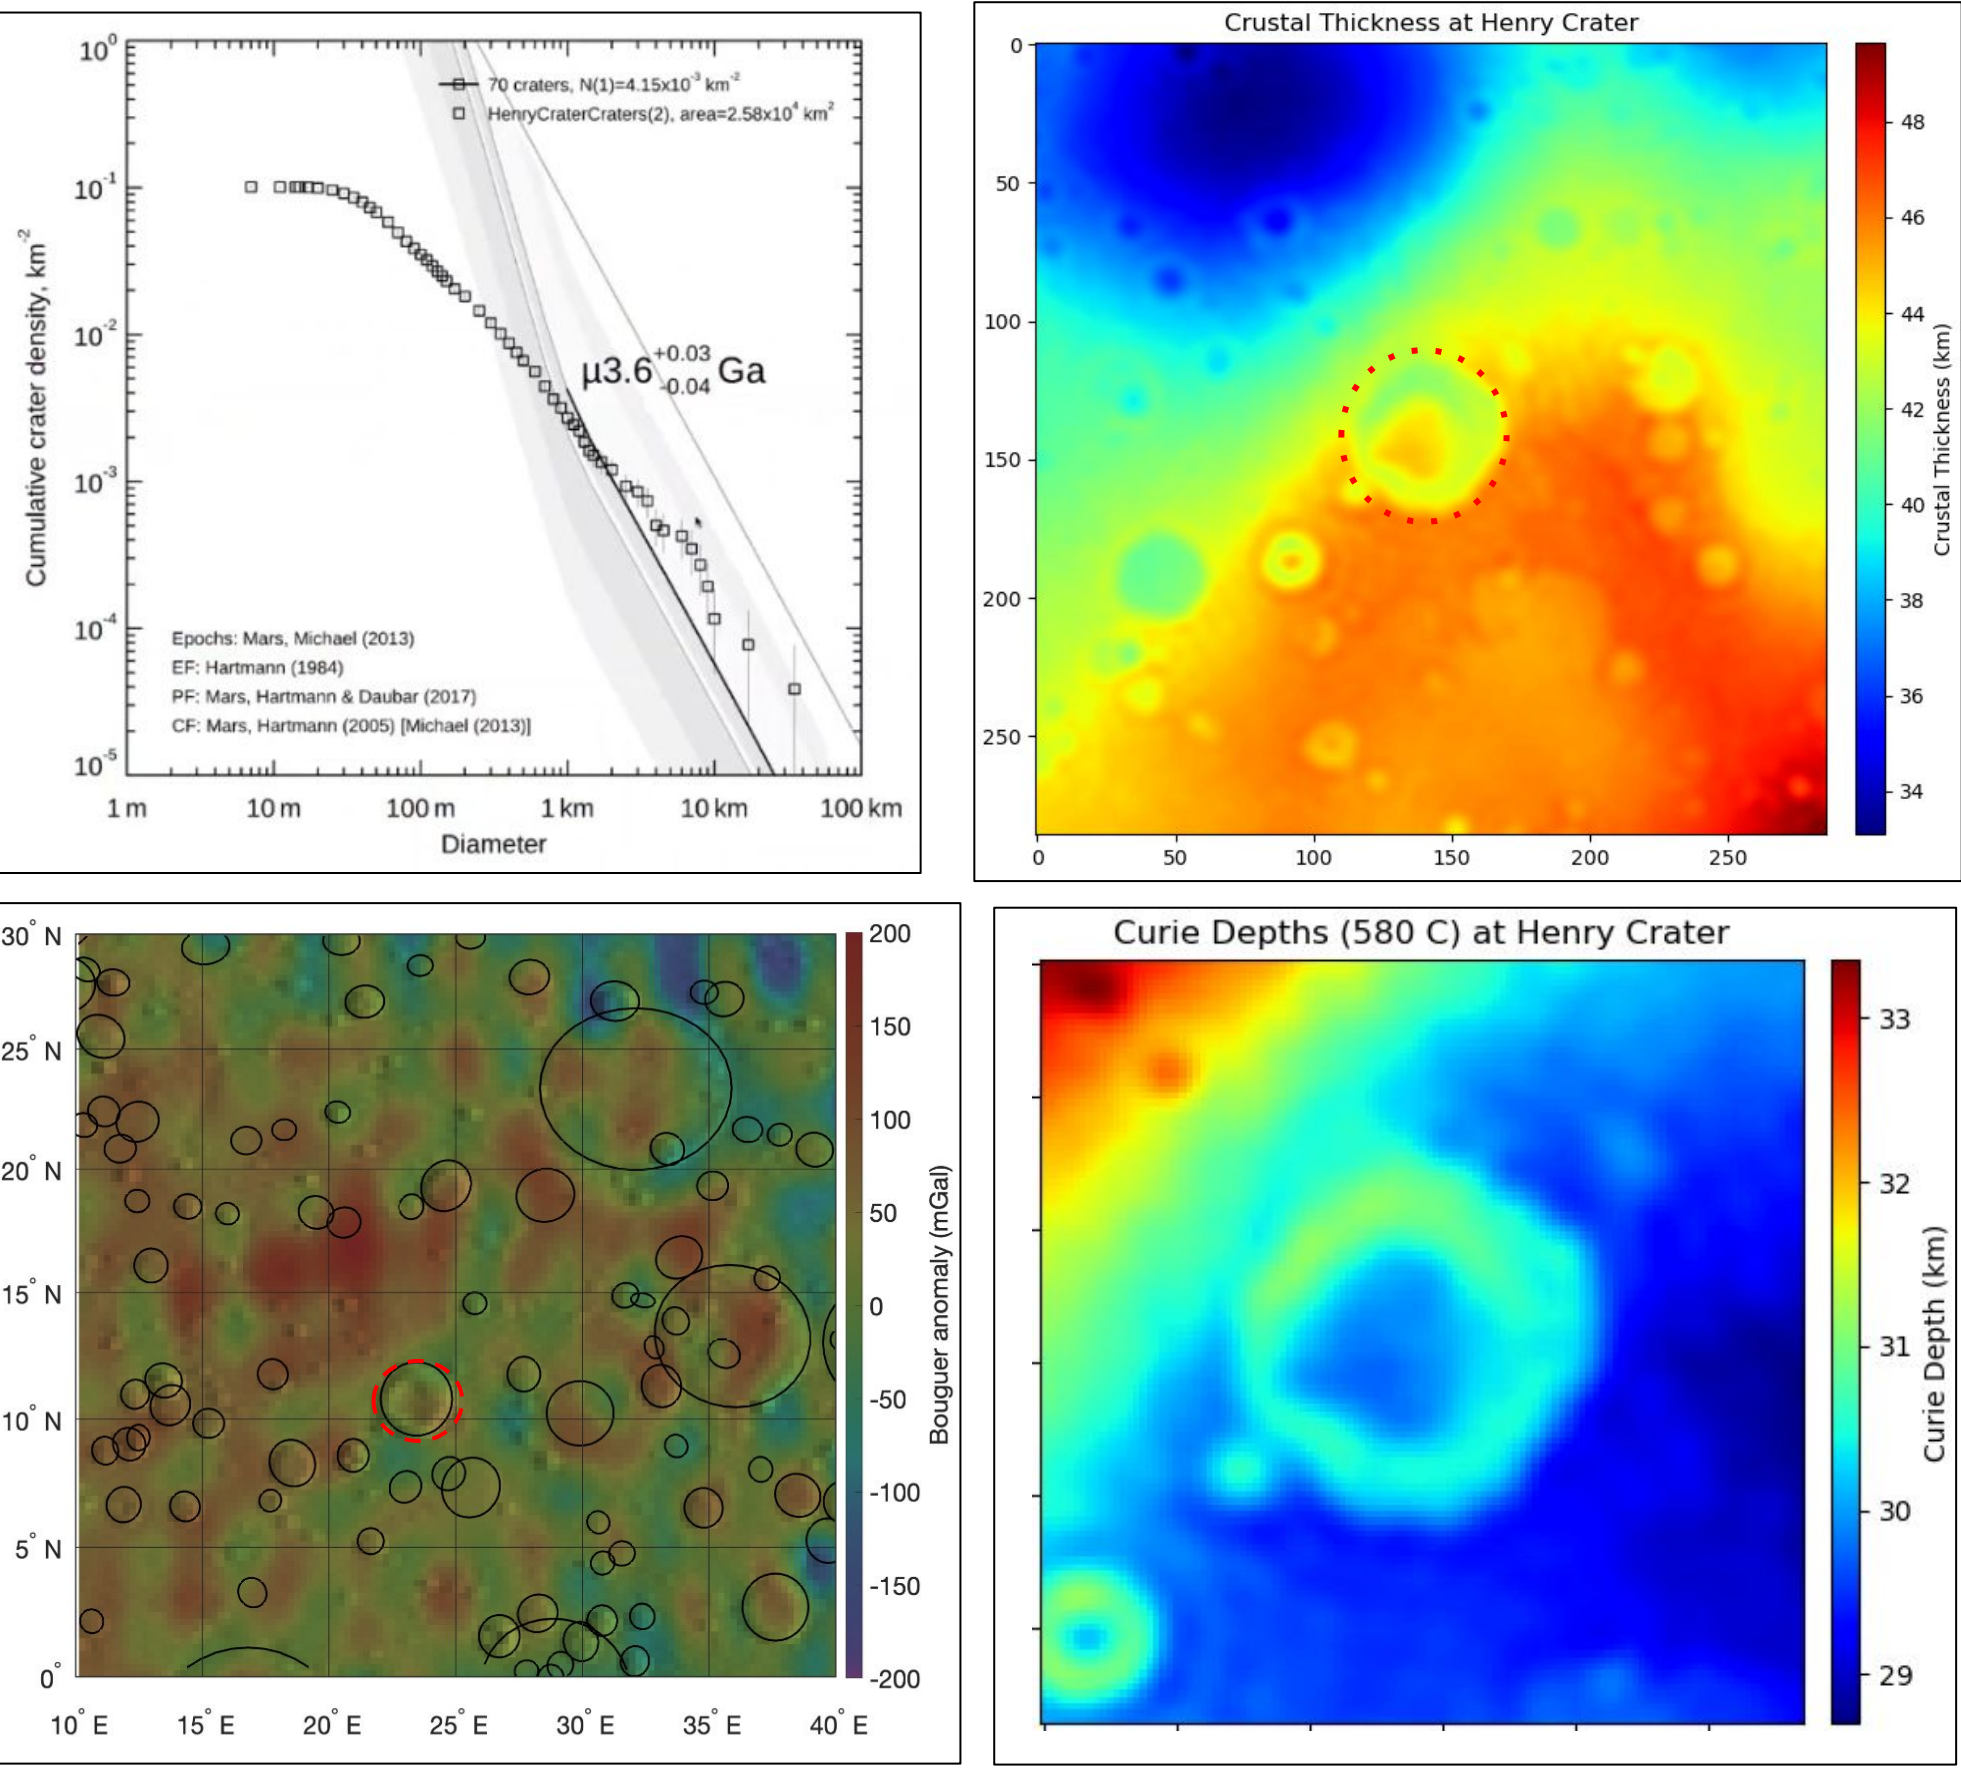 10^0
10^-1
10^-2
10^-3
10^-4
10^-5
Cumulative crater density, km^-2
70 craters, N(1)=4.15x10^-3 km^-2
HenryCraterCraters(2), area=2.58x10^4 km^2
µ3.6 +0.03 -0.04 Ga
Epochs: Mars, Michael (2013)
EF: Hartmann (1984)
PF: Mars, Hartmann & Daubar (2017)
CF: Mars, Hartmann (2005) [Michael (2013)]
1 m 10 m 100 m 1 km 10 km 100 km
Diameter
Crustal Thickness at Henry Crater
0
50
100
150
200
250
0 50 100 150 200 250
48
46
44
42
40
38
36
34
Crustal Thickness (km)
30° N
25° N
20° N
15° N
10° N
5° N
0°
10° E 15° E 20° E 25° E 30° E 35° E 40° E
200
150
100
50
0
-50
-100
-150
-200
Bouguer anomaly (mGal)
Curie Depths (580 C) at Henry Crater
33
32
31
30
29
Curie Depth (km)